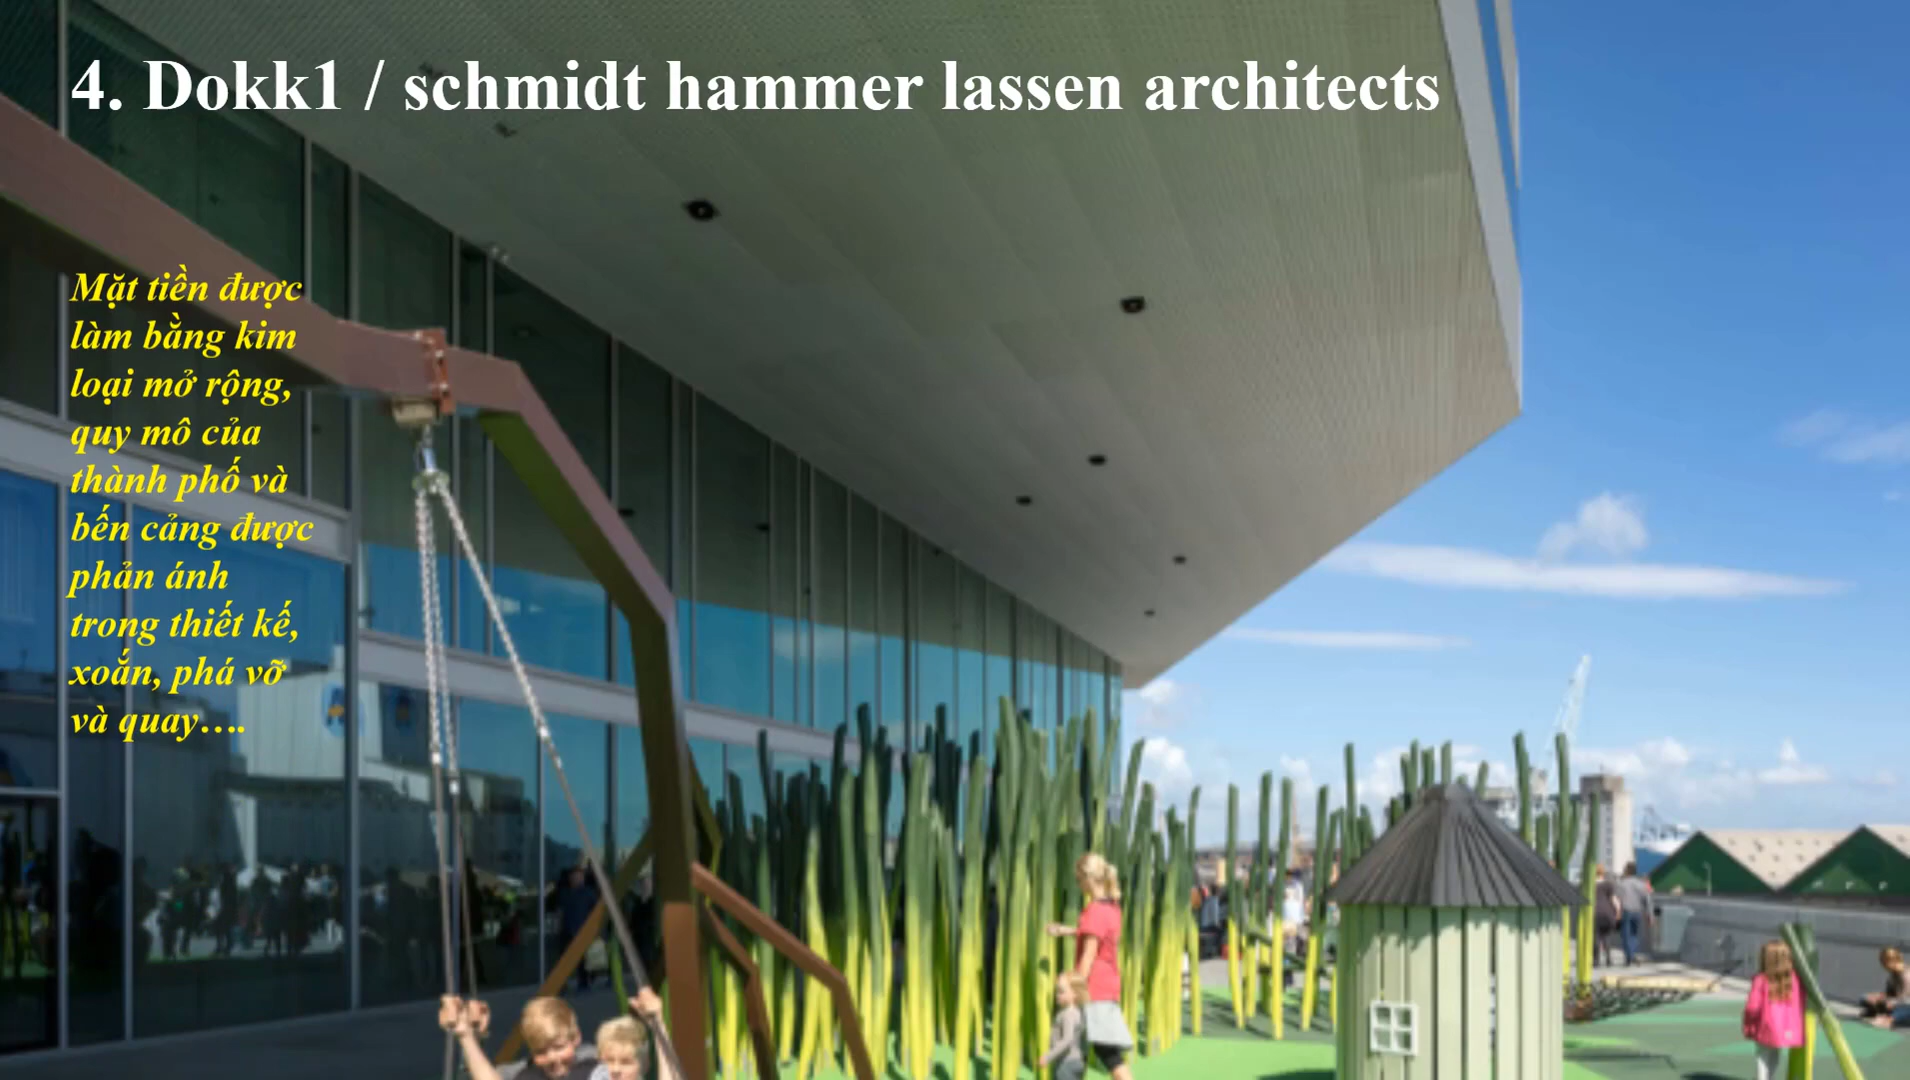 4. Dokk1 / schmidt hammer lassen architects
Mặt tiền được
làm bằng kim
loại mở rộng,
quy mô của
thành phố và
bến cảng được
phản ánh
trong thiết kế,
xoắn, phá vỡ
và quay….